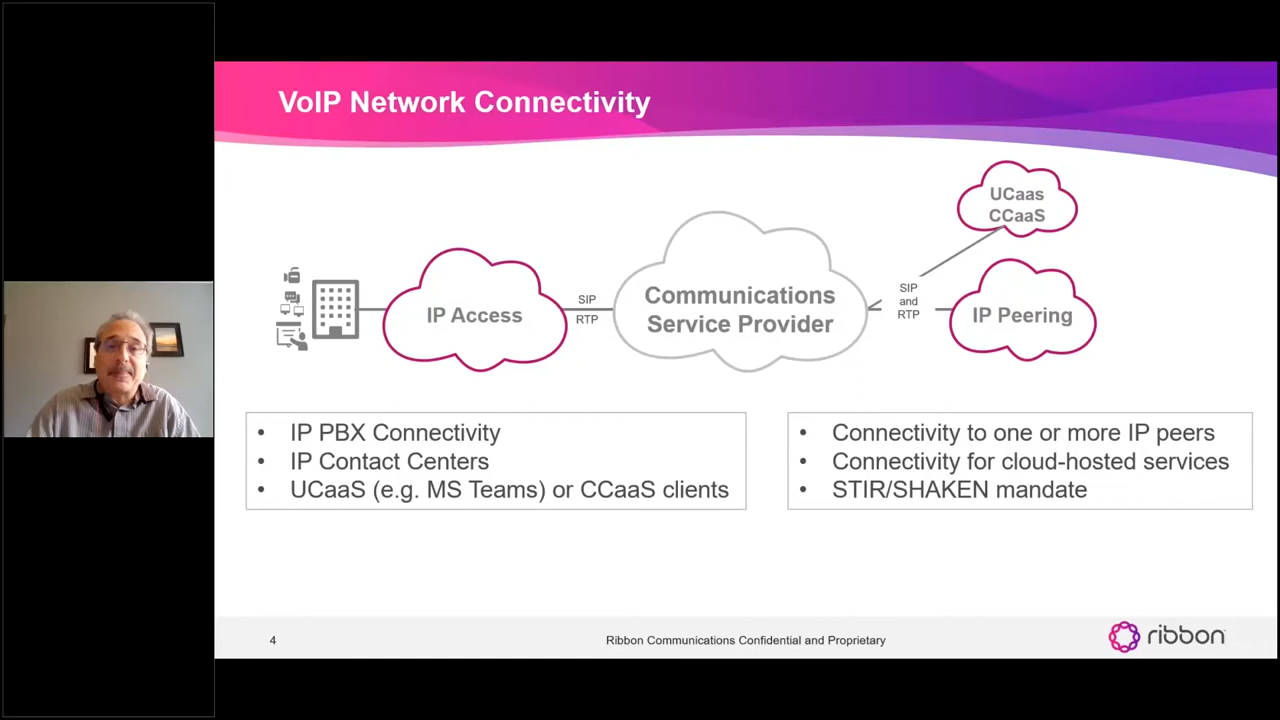 VoIP Network Connectivity
UCaas
CCaaS
IP Access
SIP
RTP
Communications
Service Provider
SIP
and
RTP
IP Peering
• IP PBX Connectivity
• IP Contact Centers
• UCaaS (e.g. MS Teams) or CCaaS clients
• Connectivity to one or more IP peers
• Connectivity for cloud-hosted services
• STIR/SHAKEN mandate
4
Ribbon Communications Confidential and Proprietary
ribbon